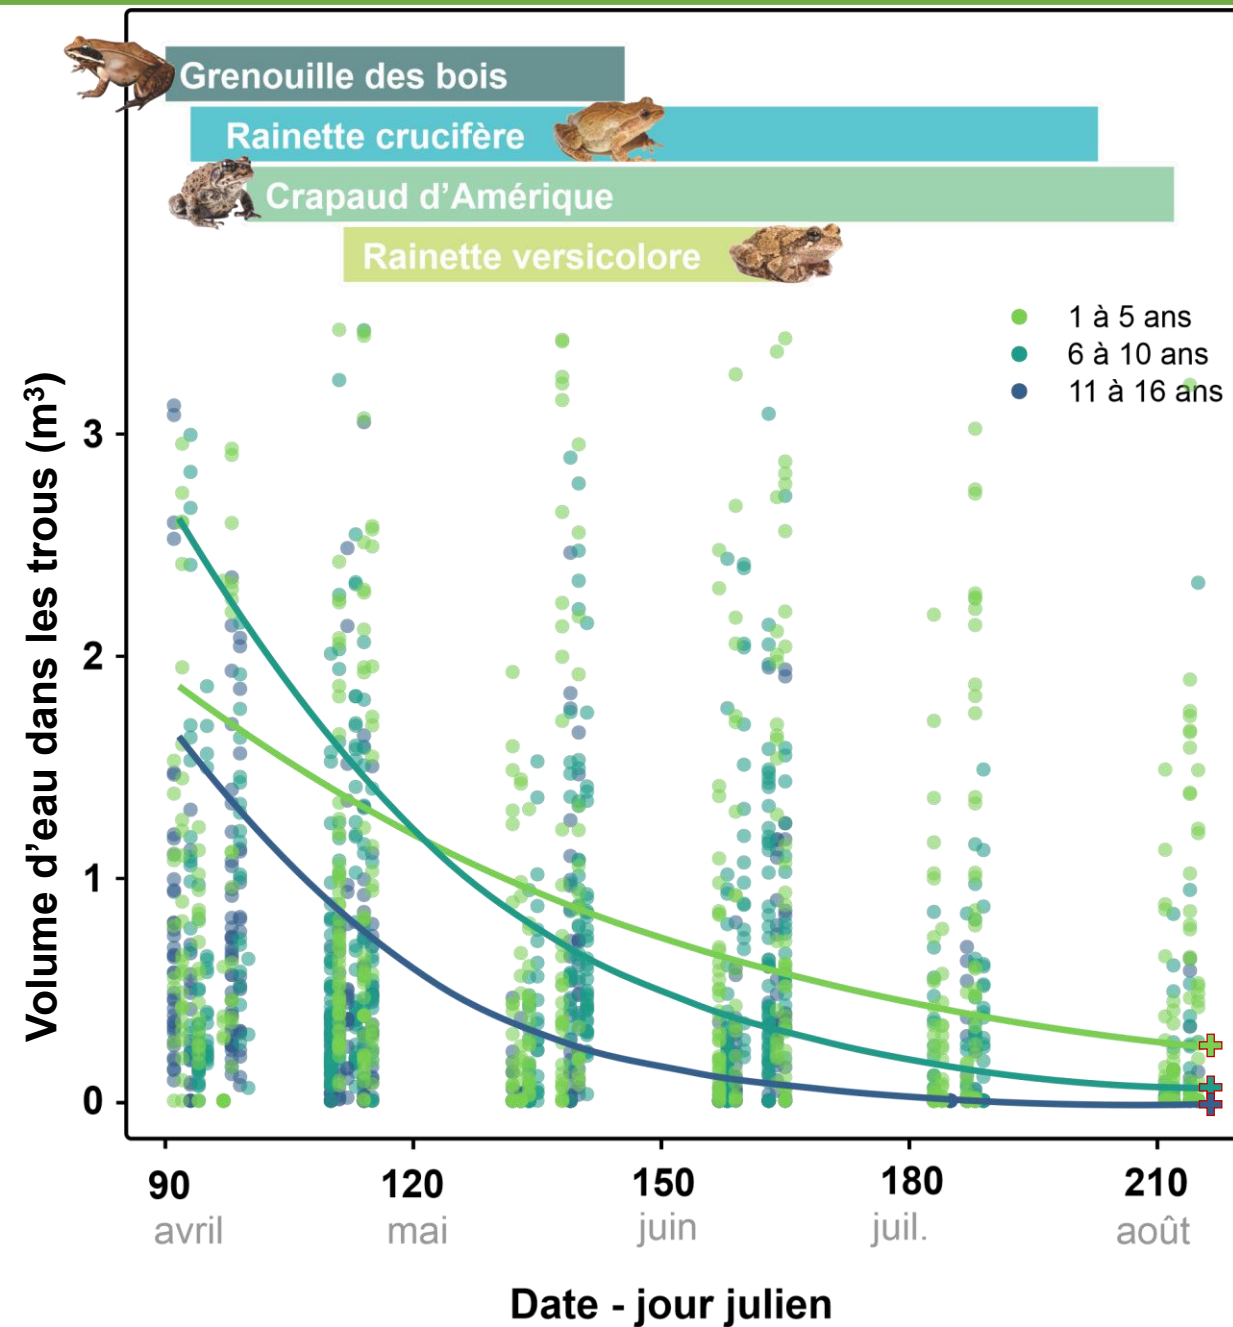 Grenouille des bois
Rainette crucifère
Crapaud d'Amérique
Rainette versicolore
1 à 5 ans
6 à 10 ans
11 à 16 ans
Volume d'eau dans les trous (m³)
3
2
1
0
90 120 150 180 210
avril mai juin juil. août
Date - jour julien